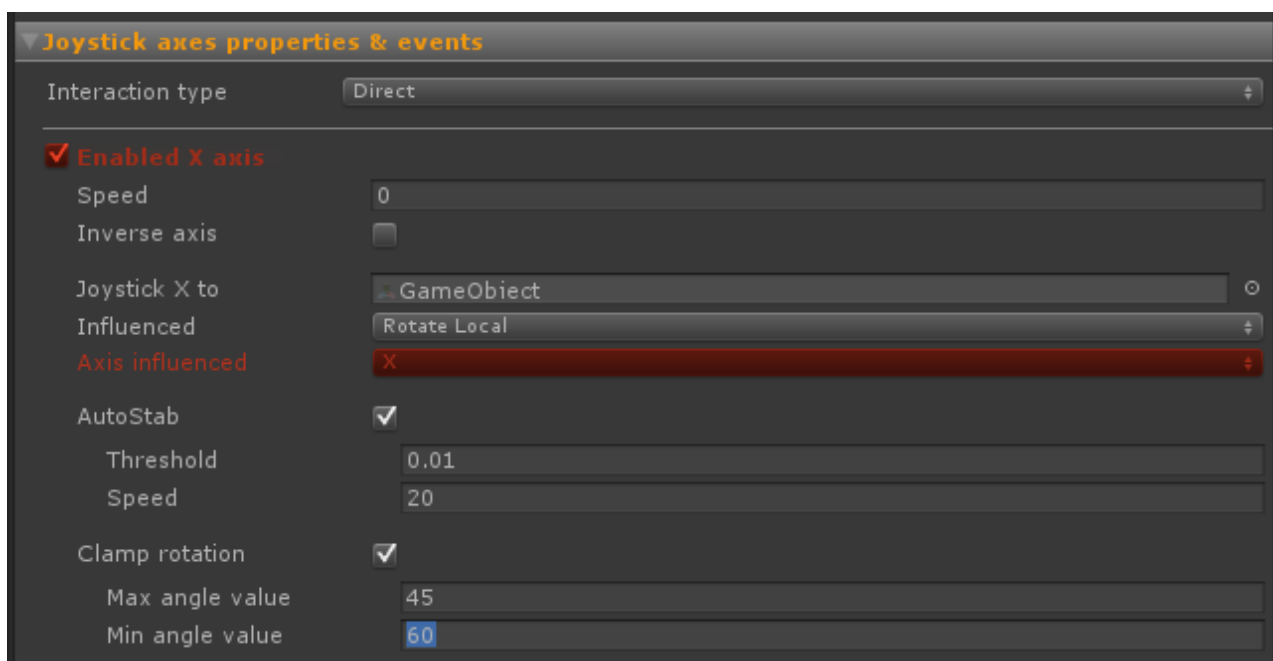 Joystick axes properties & events
Interaction type Direct
Enabled X axis
Speed 0
Inverse axis
Joystick X to GameObject
Influenced Rotate Local
Axis influenced X
AutoStab
Threshold 0.01
Speed 20
Clamp rotation
Max angle value 45
Min angle value 60